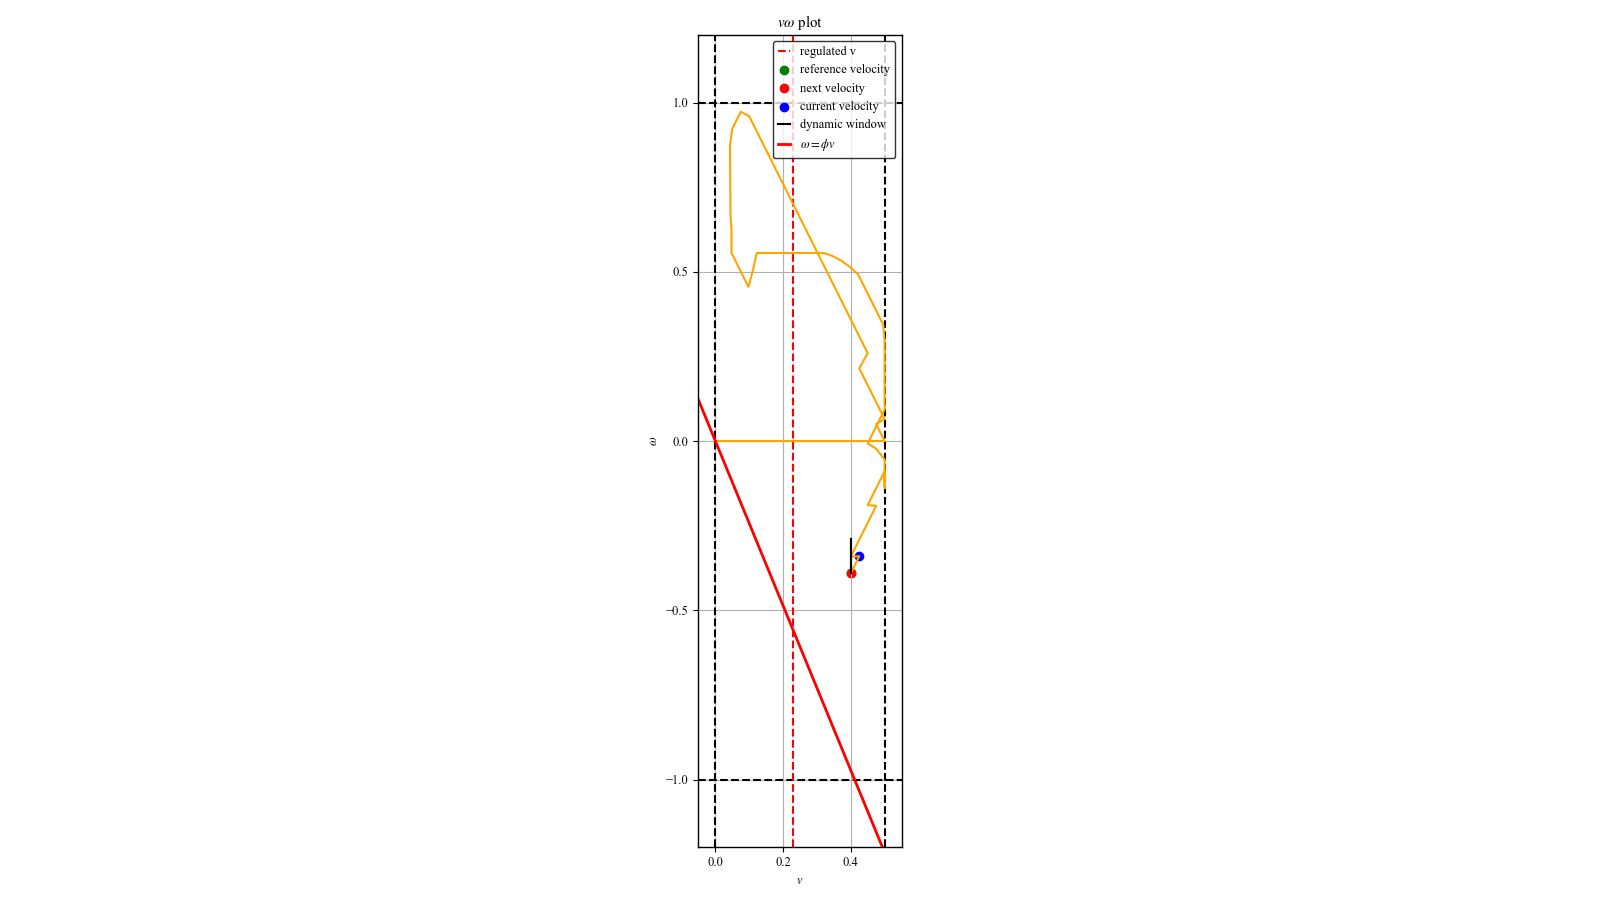 vω plot
regulated v
reference velocity
next velocity
current velocity
dynamic window
ω = ϕv
1.0
0.5
0.0
−0.5
−1.0
ω
0.0 0.2 0.4
v